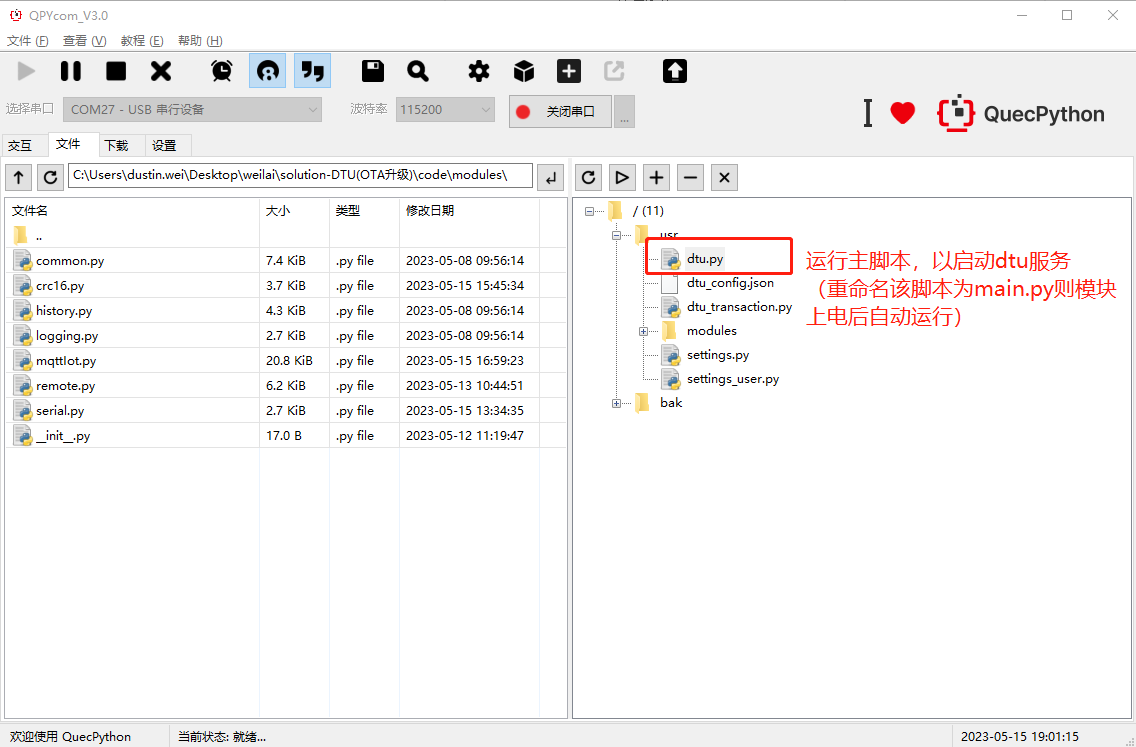 QPYcom_V3.0
文件 (F) 查看 (V) 教程 (E) 帮助 (H)
选择串口 COM27 - USB 串行设备 波特率 115200 关闭串口 ...
QuecPython
交互 文件 下载 设置
C:\Users\dustin.wei\Desktop\weilai\solution-DTU(OTA升级)\code\modules\
文件名 大小 类型 修改日期
..
common.py 7.4 KiB .py file 2023-05-08 09:56:14
crc16.py 3.7 KiB .py file 2023-05-15 15:45:34
history.py 4.3 KiB .py file 2023-05-08 09:56:14
logging.py 2.7 KiB .py file 2023-05-08 09:56:14
mqttIot.py 20.8 KiB .py file 2023-05-15 16:59:23
remote.py 6.2 KiB .py file 2023-05-13 10:44:51
serial.py 2.7 KiB .py file 2023-05-15 13:34:35
__init__.py 17.0 B .py file 2023-05-12 11:19:47
/ (11)
usr
dtu.py
dtu_config.json
dtu_transaction.py
modules
settings.py
settings_user.py
bak
运行主脚本，以启动dtu服务
（重命名该脚本为main.py则模块
上电后自动运行）
欢迎使用 QuecPython 当前状态: 就绪... 2023-05-15 19:01:15